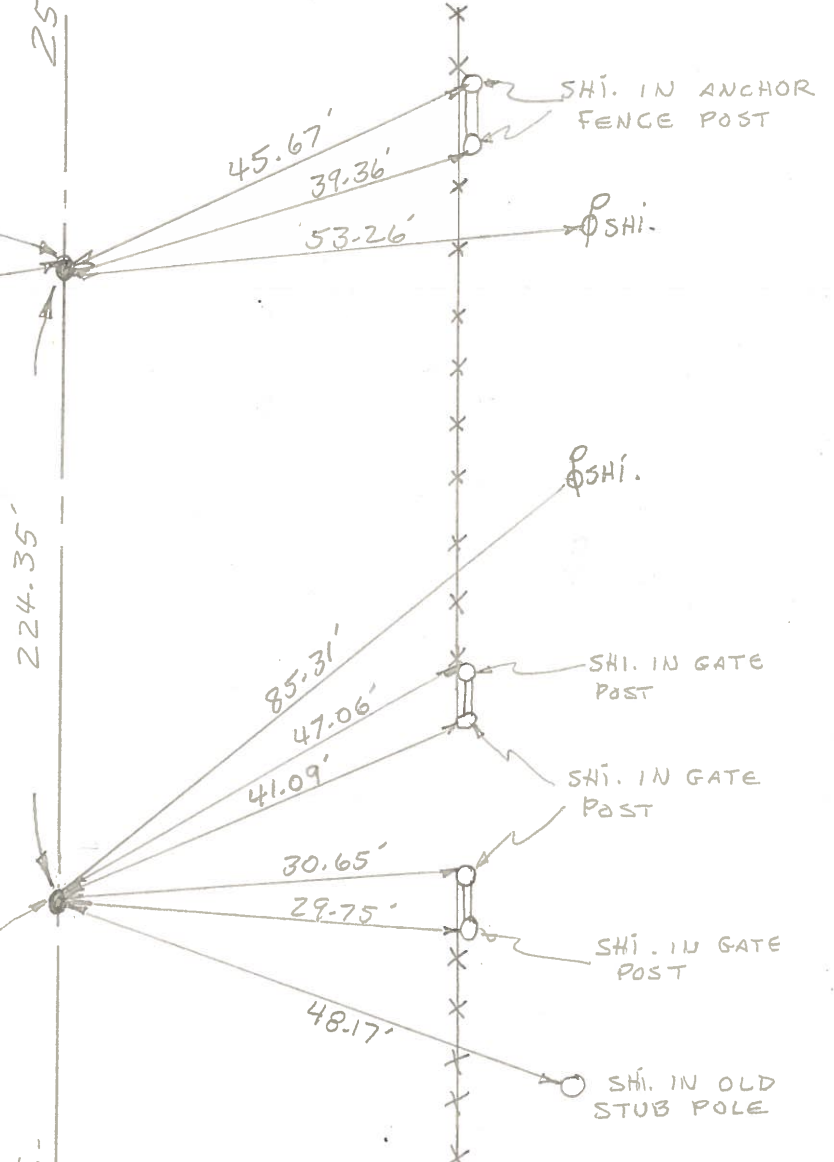 25
SHI. IN ANCHOR
FENCE POST
45.67'
39.36'
53.26'
SHI.
SHI.
224.35'
85.31'
47.06'
41.09'
SHI. IN GATE
POST
SHI. IN GATE
POST
30.65'
29.75'
SHI. IN GATE
POST
48.17'
SHI. IN OLD
STUB POLE